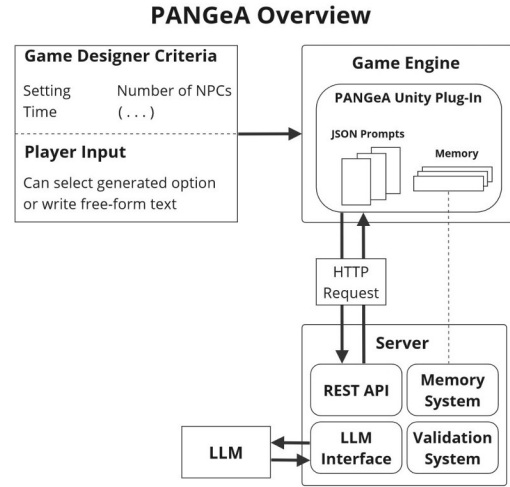 PANGeA Overview
Game Designer Criteria
Setting Number of NPCs
Time (...)
Player Input
Can select generated option
or write free-form text
Game Engine
PANGeA Unity Plug-In
JSON Prompts
Memory
HTTP
Request
Server
REST API
Memory
System
LLM
LLM
Interface
Validation
System